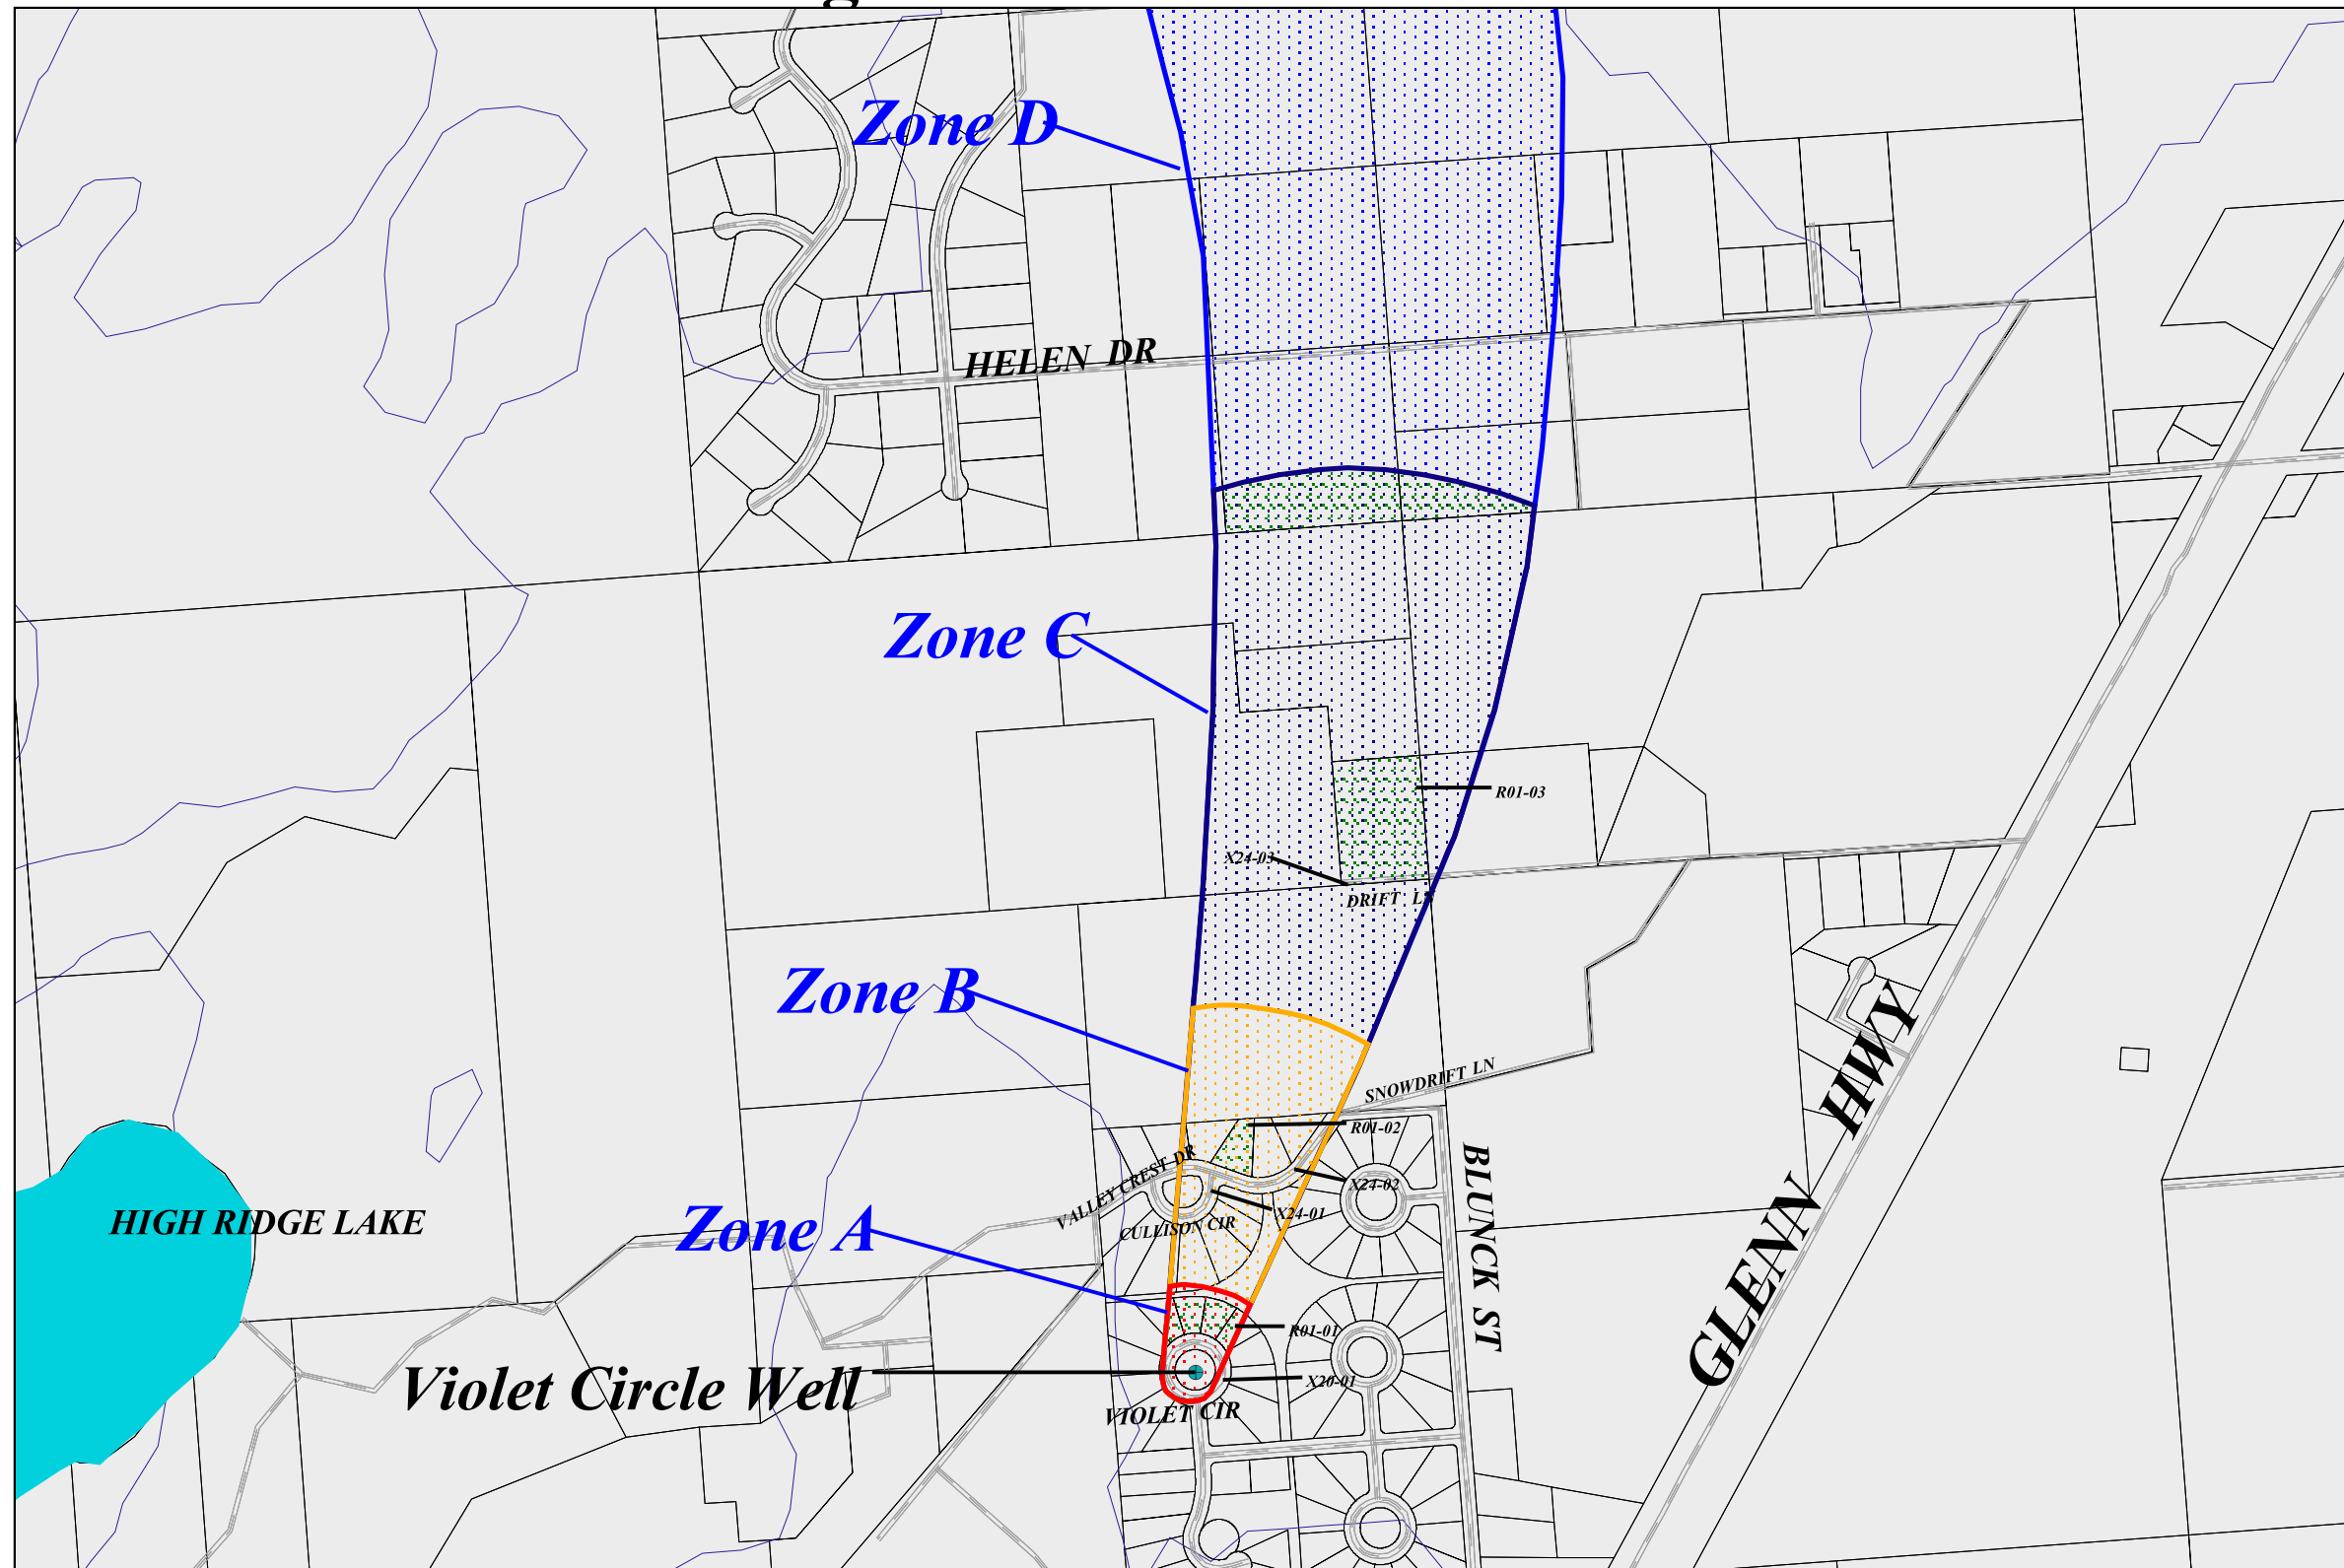 Zone D
HELEN DR
Zone C
R01-03
X24-03
DRIFT LN
Zone B
SNOWDRIFT LN
R01-02
VALLEY CREST DR
X24-02
X24-01
CULLISON CIR
Zone A
HIGH RIDGE LAKE
BLUNCK ST
GLENN HWY
R01-01
Violet Circle Well
X20-01
VIOLET CIR